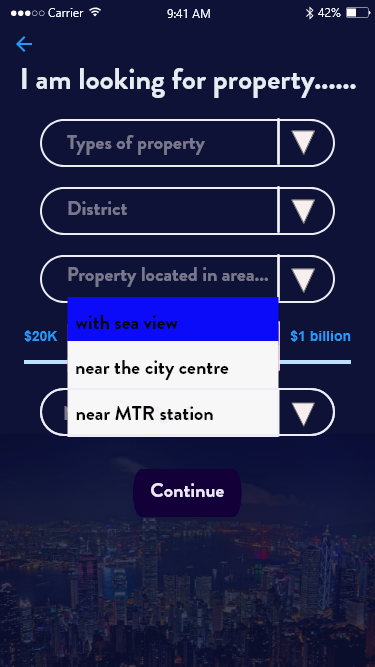 ●●●○○ Carrier 9:41 AM 42%
I am looking for property......
Types of property
District
Property located in area...
with sea view
$20K $1 billion
near the city centre
near MTR station
Continue